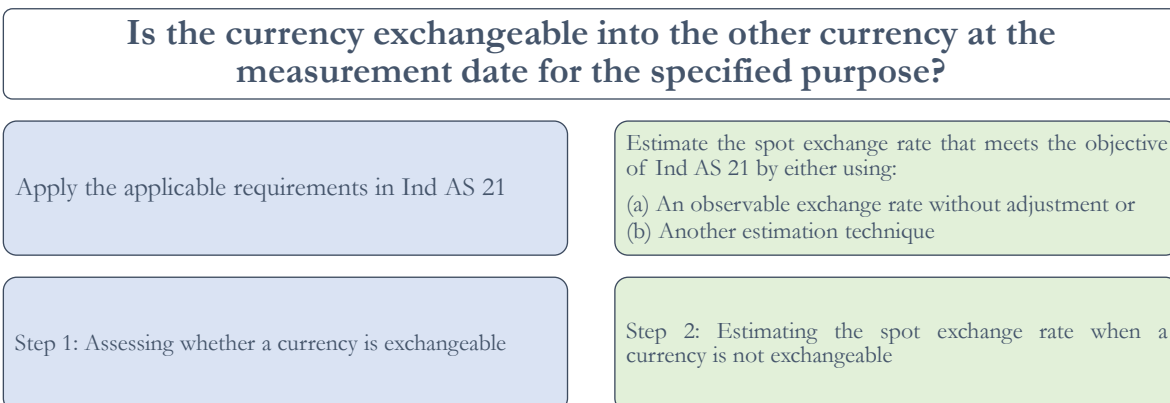 Is the currency exchangeable into the other currency at the
measurement date for the specified purpose?
Apply the applicable requirements in Ind AS 21
Estimate the spot exchange rate that meets the objective
of Ind AS 21 by either using:
(a) An observable exchange rate without adjustment or
(b) Another estimation technique
Step 1: Assessing whether a currency is exchangeable
Step 2: Estimating the spot exchange rate when a
currency is not exchangeable